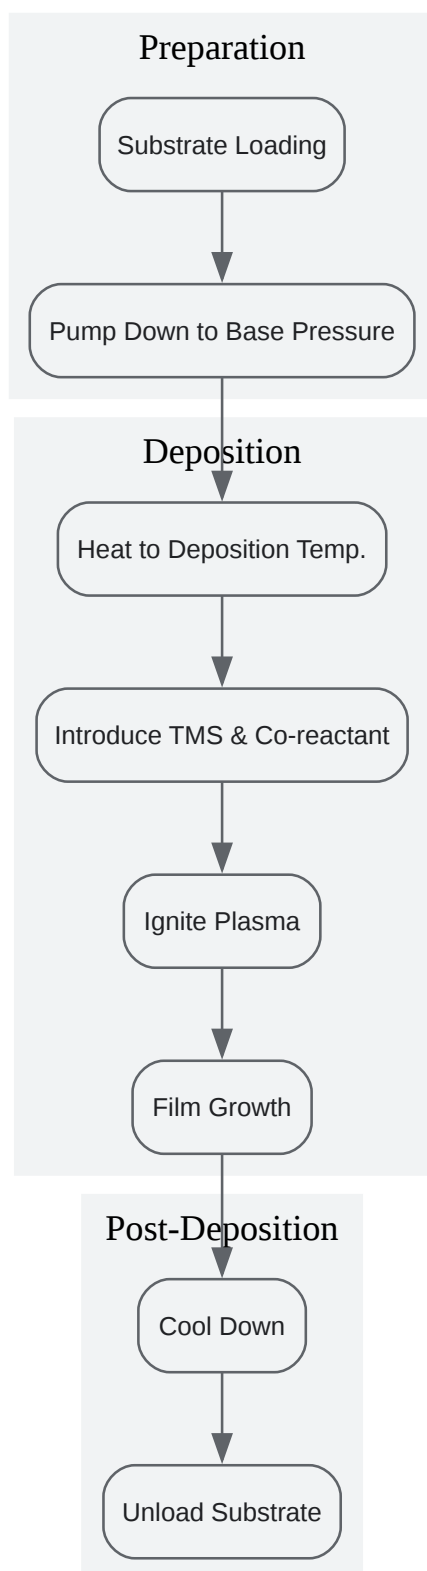 Preparation
Substrate Loading
Pump Down to Base Pressure
Deposition
Heat to Deposition Temp.
Introduce TMS & Co-reactant
Ignite Plasma
Film Growth
Post-Deposition
Cool Down
Unload Substrate